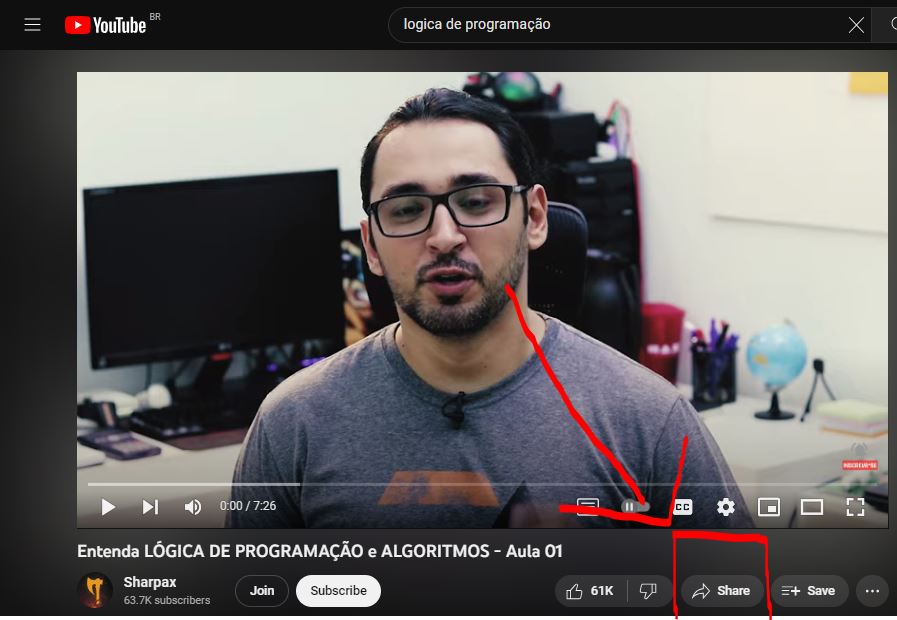 YouTube BR
logica de programação
INSCREVA-SE
0:00 / 7:26
CC
Entenda LÓGICA DE PROGRAMAÇÃO e ALGORITMOS - Aula 01
Sharpax
63.7K subscribers
Join
Subscribe
61K
Share
Save